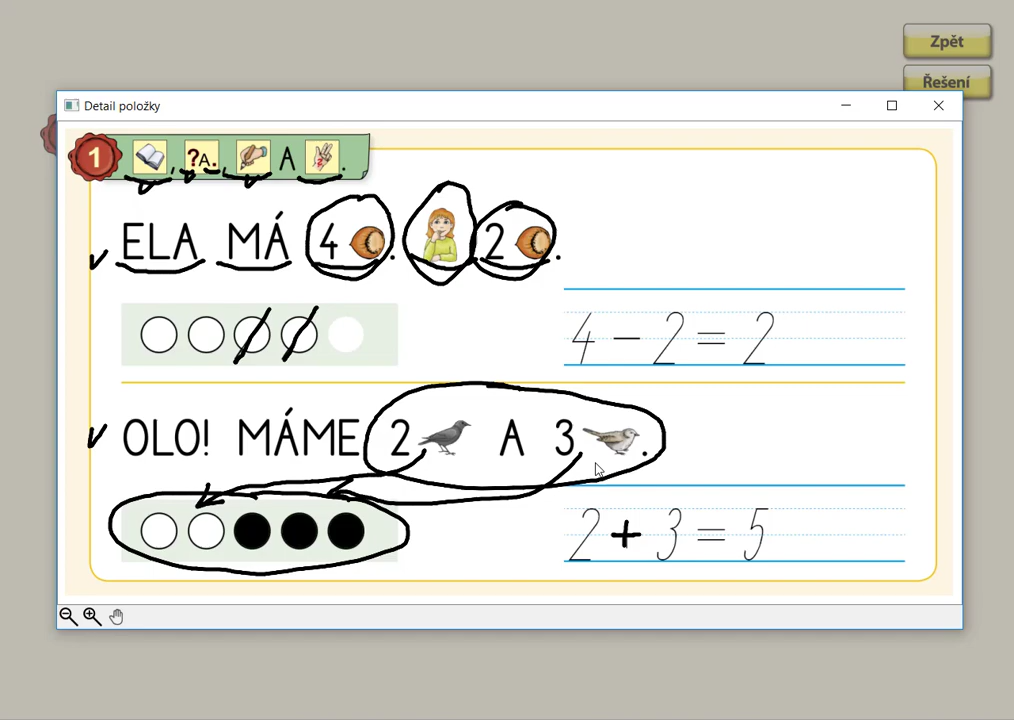 Zpět
Řešení
Detail položky
1 , ?A. , A .
ELA MÁ 4 . 2 .
4 - 2 = 2
OLO! MÁME 2 A 3 .
2 + 3 = 5